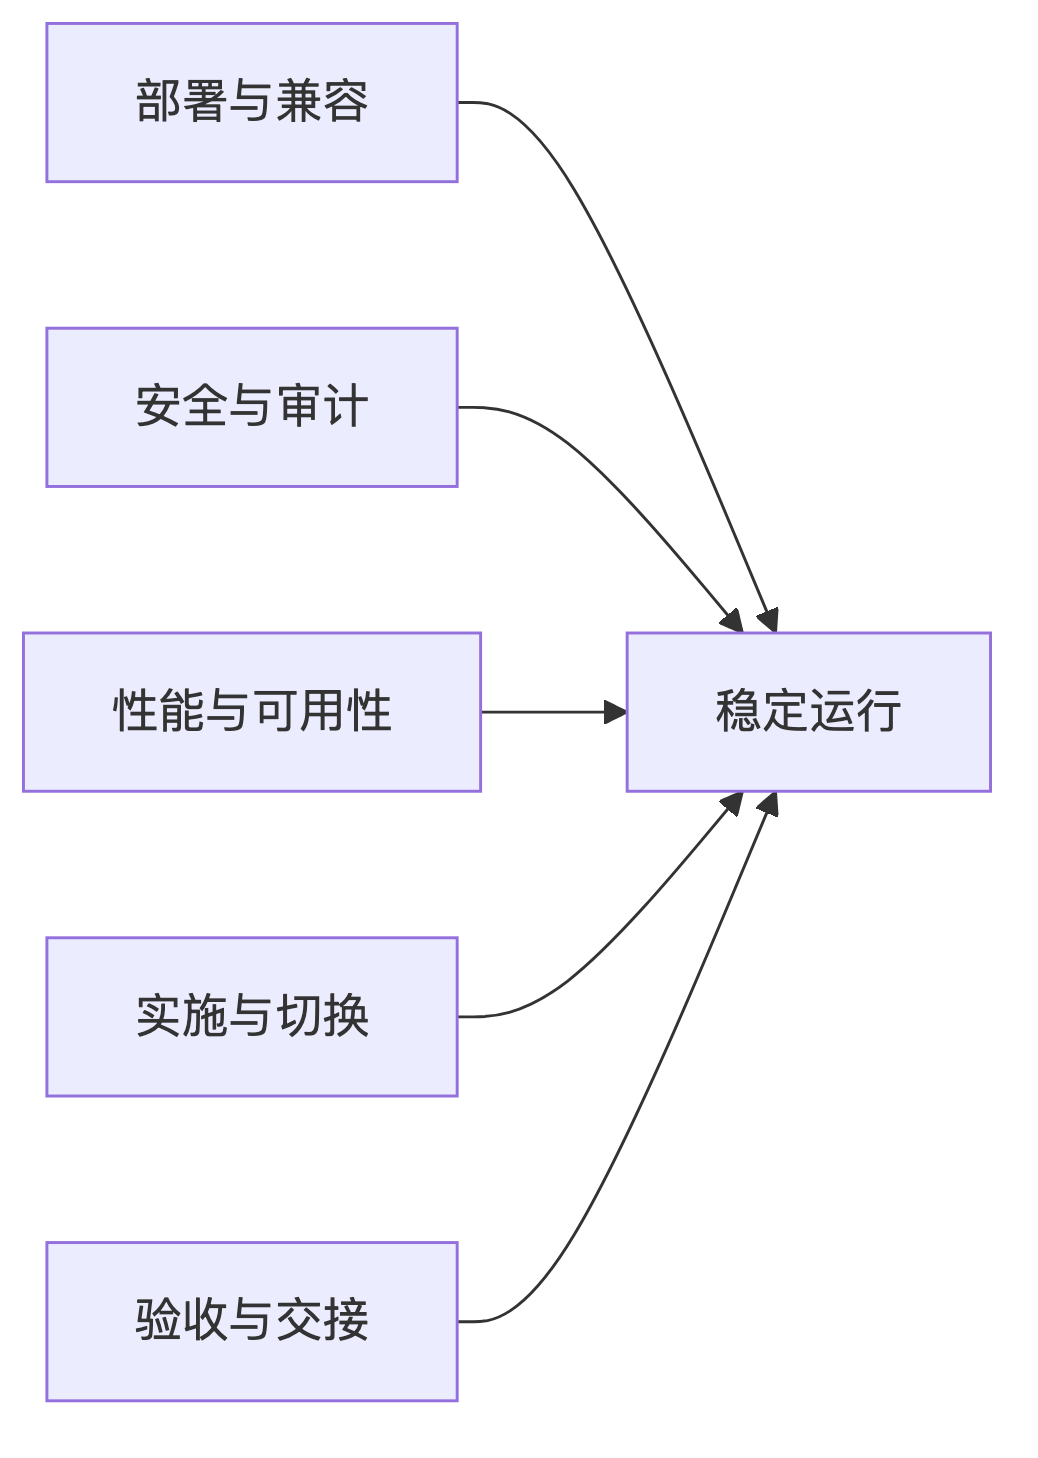 部署与兼容
安全与审计
性能与可用性
稳定运行
实施与切换
验收与交接